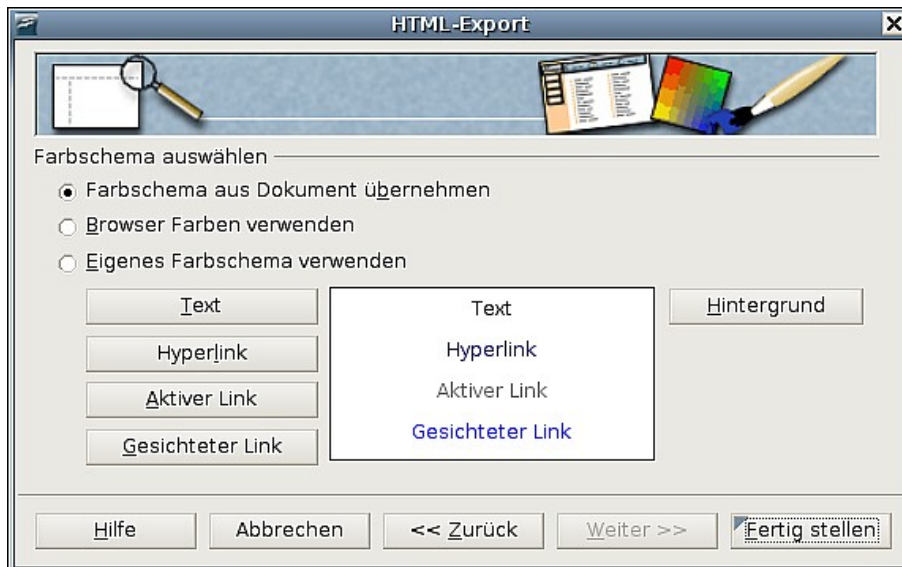 HTML-Export
Farbschema auswählen
Farbschema aus Dokument übernehmen
Browser Farben verwenden
Eigenes Farbschema verwenden
Text
Text
Hintergrund
Hyperlink
Hyperlink
Aktiver Link
Aktiver Link
Gesichteter Link
Gesichteter Link
Hilfe
Abbrechen
<< Zurück
Weiter >>
Fertig stellen